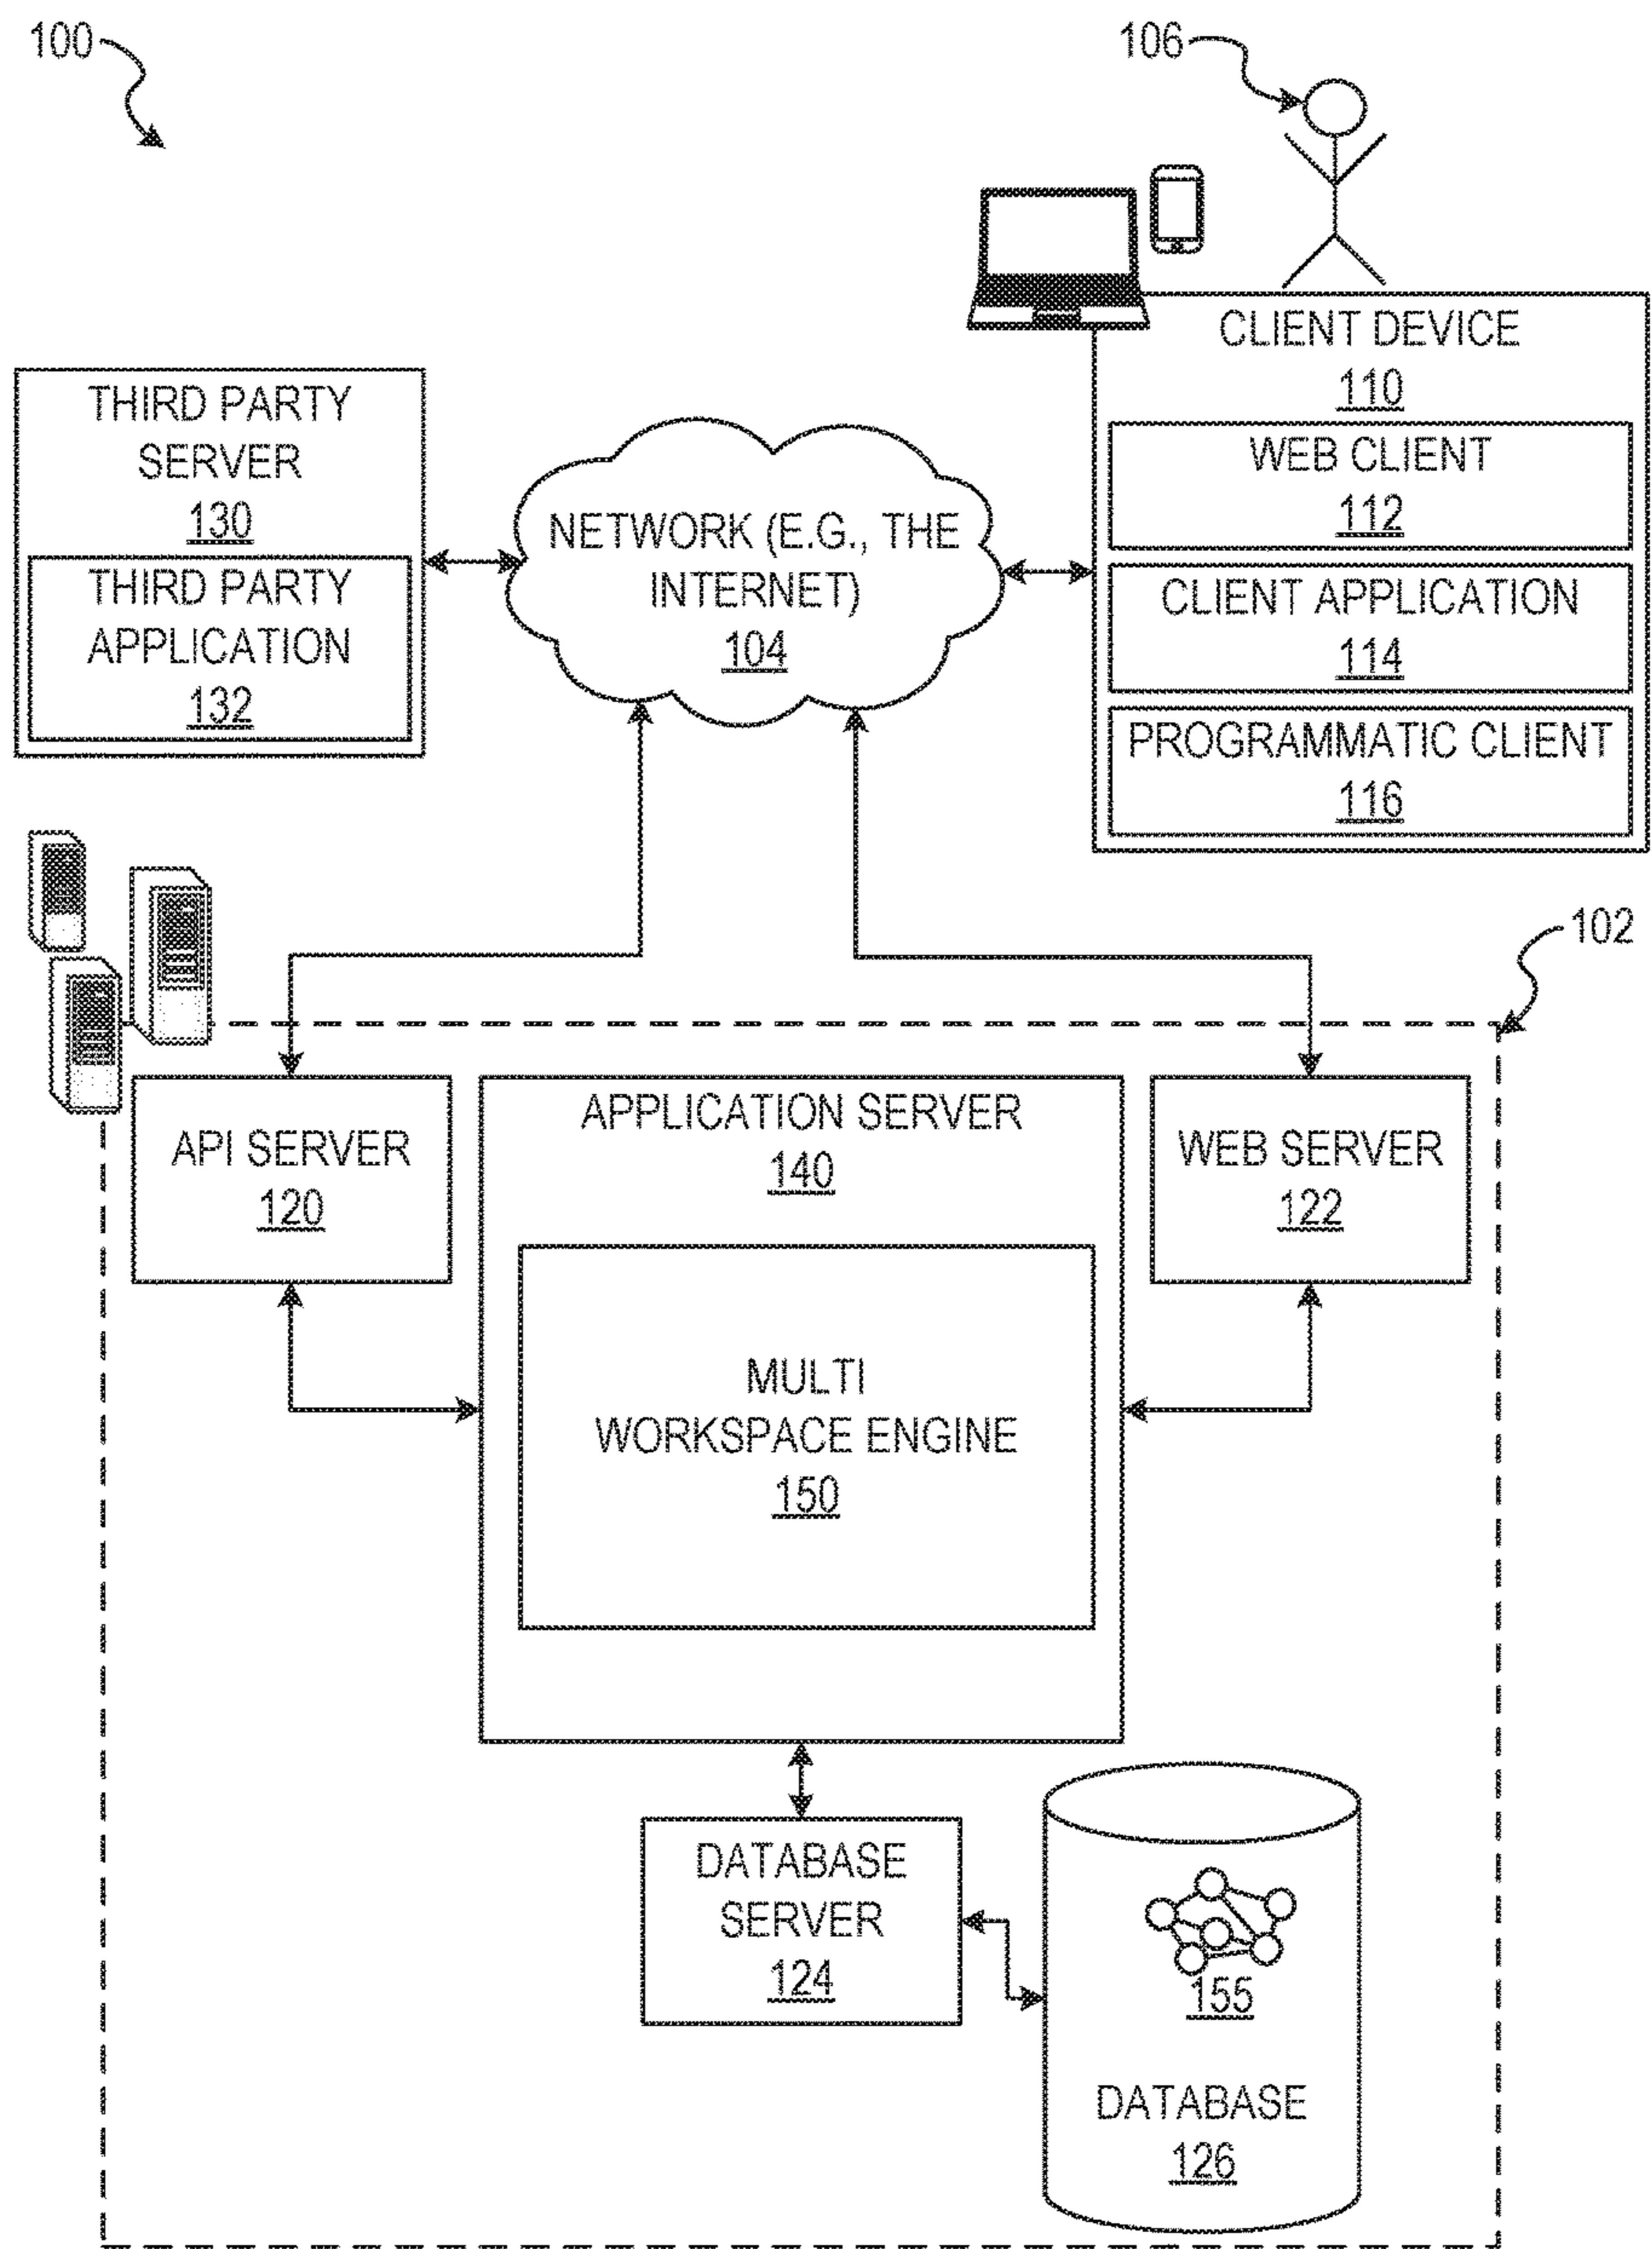 100
106
CLIENT DEVICE
110
WEB CLIENT
112
CLIENT APPLICATION
114
PROGRAMMATIC CLIENT
116
THIRD PARTY
SERVER
130
THIRD PARTY
APPLICATION
132
NETWORK (E.G., THE
INTERNET)
104
102
API SERVER
120
APPLICATION SERVER
140
MULTI
WORKSPACE ENGINE
150
WEB SERVER
122
DATABASE
SERVER
124
155
DATABASE
126